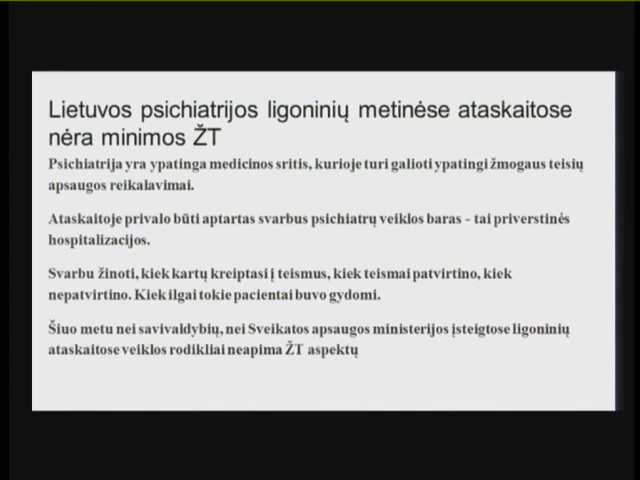 Lietuvos psichiatrijos ligoninių metinėse ataskaitose
nėra minimos ŽT
Psichiatrija yra ypatinga medicinos sritis, kurioje turi galioti ypatingi žmogaus teisių
apsaugos reikalavimai.
Ataskaitoje privalo būti aptartas svarbus psichiatrų veiklos baras - tai priverstinės
hospitalizacijos.
Svarbu žinoti, kiek kartų kreiptasi į teismus, kiek teismai patvirtino, kiek
nepatvirtino. Kiek ilgai tokie pacientai buvo gydomi.
Šiuo metu nei savivaldybių, nei Sveikatos apsaugos ministerijos įsteigtose ligoninių
ataskaitose veiklos rodikliai neapima ŽT aspektų